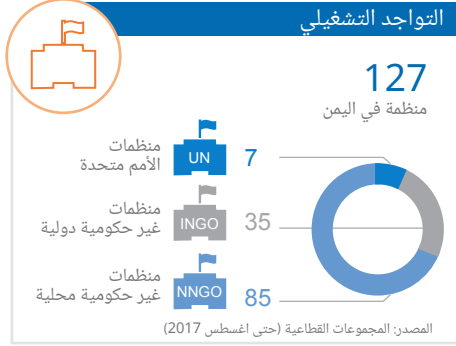 التواجد التشغيلي
127
منظمة في اليمن
منظمات
الأمم متحدة
UN
7
منظمات
غير حكومية دولية
INGO
35
منظمات
غير حكومية محلية
NNGO
85
المصدر: المجموعات القطاعية (حتى اغسطس 2017)